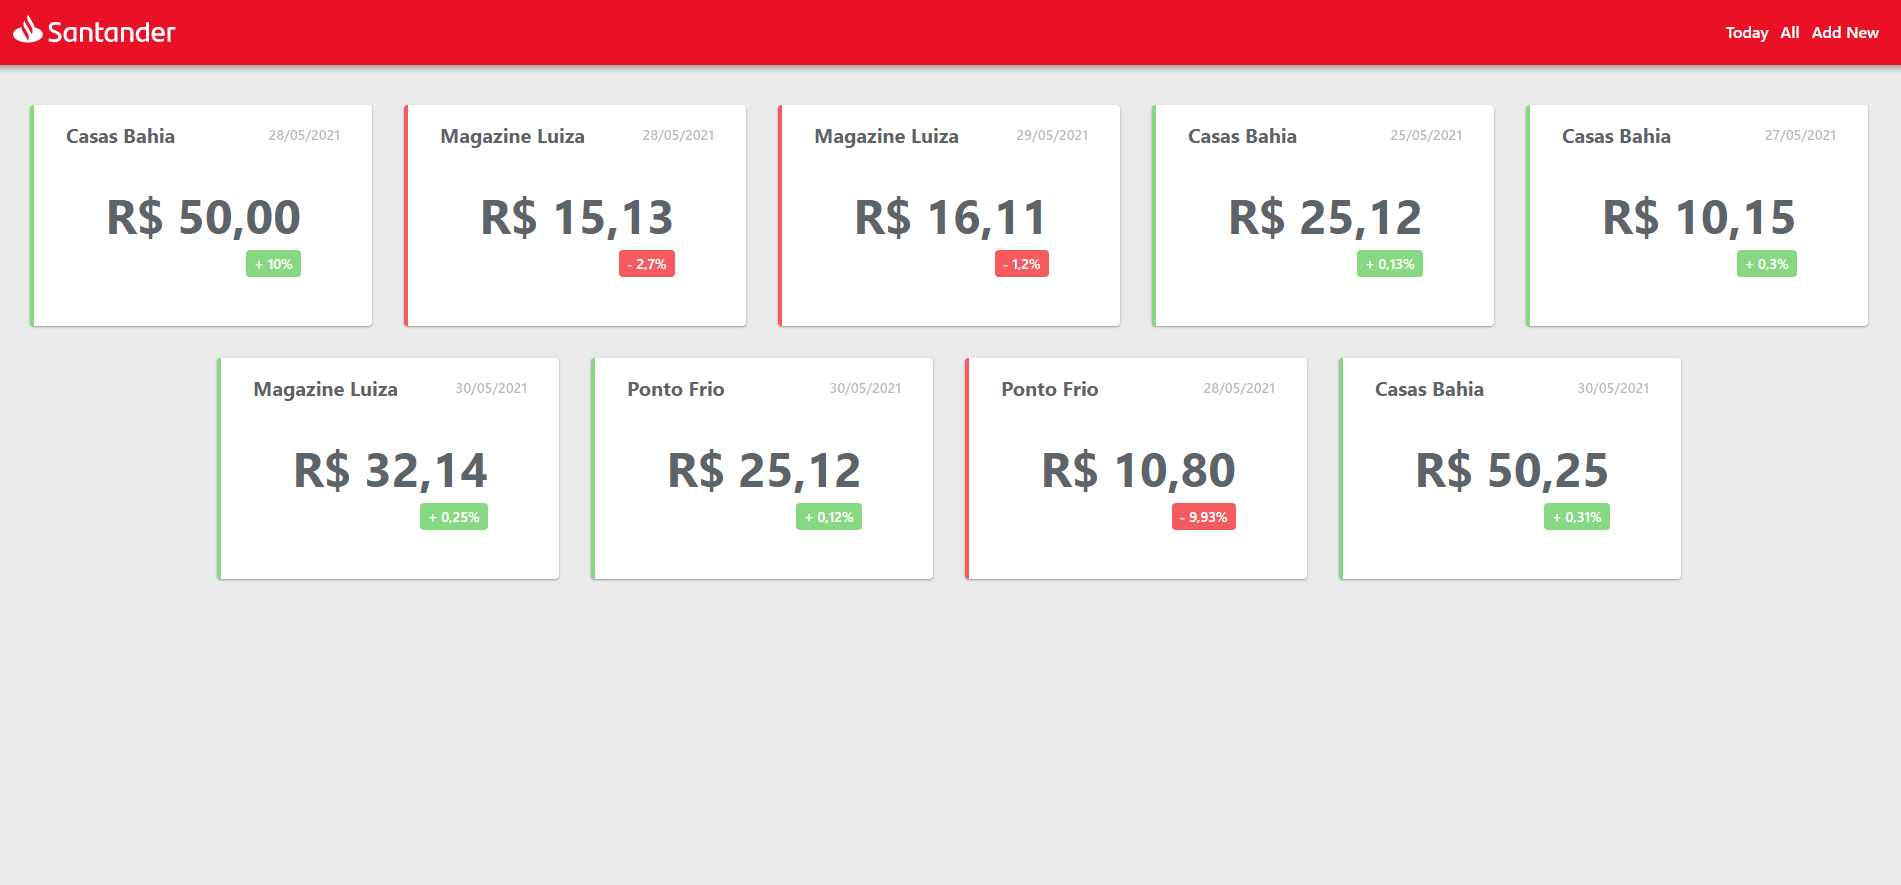 Santander
Today All Add New
Casas Bahia 28/05/2021
R$ 50,00
+ 10%
Magazine Luiza 28/05/2021
R$ 15,13
- 2,7%
Magazine Luiza 29/05/2021
R$ 16,11
- 1,2%
Casas Bahia 25/05/2021
R$ 25,12
+ 0,13%
Casas Bahia 27/05/2021
R$ 10,15
+ 0,3%
Magazine Luiza 30/05/2021
R$ 32,14
+ 0,25%
Ponto Frio 30/05/2021
R$ 25,12
+ 0,12%
Ponto Frio 28/05/2021
R$ 10,80
- 9,93%
Casas Bahia 30/05/2021
R$ 50,25
+ 0,31%